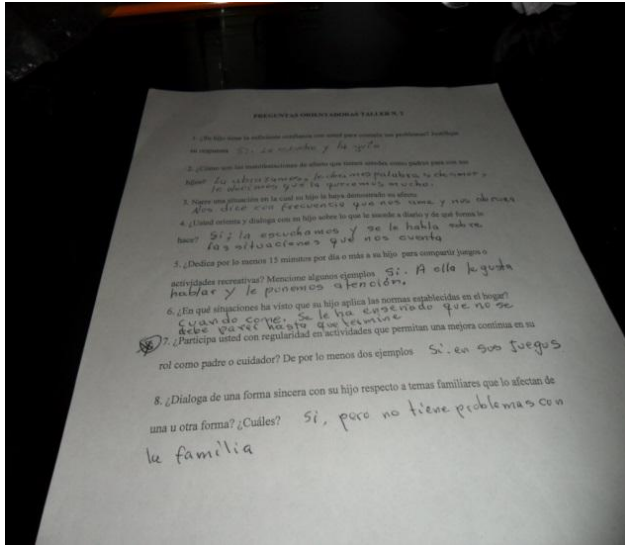 PREGUNTAS ORIENTADORAS TALLER N. 2
1. ¿Su hijo tiene la suficiente confianza con usted para contarle sus problemas? Justifique
su respuesta. Si, se escucha y la guía
2. ¿Cómo son las manifestaciones de afecto que tienen ustedes como padres para con sus
hijos? La abrazamos, le decimos palabras de amor,
le decimos que la queremos mucho.
3. Narre una situación en la cual su hijo le haya demostrado su afecto.
Nos dice con frecuencia que nos ama y nos abraza
4. ¿Usted orienta y dialoga con su hijo sobre lo que le sucede a diario y de qué forma lo
hace? Si; la escuchamos y se le habla sobre
las situaciones que nos cuenta
5. ¿Dedica por lo menos 15 minutos por día o más a su hijo para compartir juegos o
actividades recreativas? Mencione algunos ejemplos Si. A ella le gusta
hablar y le ponemos atención.
6. ¿En qué situaciones ha visto que su hijo aplica las normas establecidas en el hogar?
Cuando come. Se le ha enseñado que no se
debe parar hasta que termine
7. ¿Participa usted con regularidad en actividades que permitan una mejora continua en su
rol como padre o cuidador? De por lo menos dos ejemplos Si. en sus Juegos
8. ¿Dialoga de una forma sincera con su hijo respecto a temas familiares que lo afectan de
una u otra forma? ¿Cuáles? Si, pero no tiene problemas con
la familia